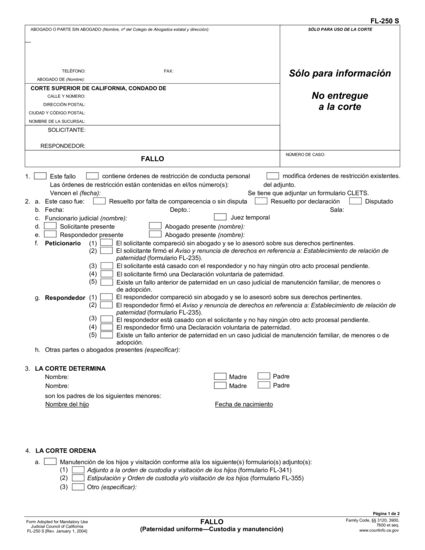 FL-250 S
ABOGADO O PARTE SIN ABOGADO (Nombre, nº del Colegio de Abogados estatal y dirección):
SÓLO PARA USO DE LA CORTE
TELÉFONO: FAX:
ABOGADO DE (Nombre):
Sólo para información
CORTE SUPERIOR DE CALIFORNIA, CONDADO DE
CALLE Y NÚMERO:
DIRECCIÓN POSTAL:
CIUDAD Y CÓDIGO POSTAL:
NOMBRE DE LA SUCURSAL:
No entregue
a la corte
SOLICITANTE:
RESPONDEDOR:
FALLO
NÚMERO DE CASO:
1. Este fallo contiene órdenes de restricción de conducta personal modifica órdenes de restricción existentes.
Las órdenes de restricción están contenidas en el/los número(s): del adjunto.
Vencen el (fecha): Se tiene que adjuntar un formulario CLETS.
2. a. Este caso fue: Resuelto por falta de comparecencia o sin disputa Resuelto por declaración Disputado
b. Fecha: Depto.: Sala:
c. Funcionario judicial (nombre): Juez temporal
d. Solicitante presente Abogado presente (nombre):
e. Respondedor presente Abogado presente (nombre):
f. Peticionario (1) El solicitante compareció sin abogado y se lo asesoró sobre sus derechos pertinentes.
(2) El solicitante firmó el Aviso y renuncia de derechos en referencia a: Establecimiento de relación de
paternidad (formulario FL-235).
(3) El solicitante está casado con el respondedor y no hay ningún otro acto procesal pendiente.
(4) El solicitante firmó una Declaración voluntaria de paternidad.
(5) Existe un fallo anterior de paternidad en un caso judicial de manutención familiar, de menores o
de adopción.
g. Respondedor (1) El respondedor compareció sin abogado y se lo asesoró sobre sus derechos pertinentes.
(2) El respondedor firmó el Aviso y renuncia de derechos en referencia a: Establecimiento de relación de
paternidad (formulario FL-235).
(3) El respondedor está casado con el solicitante y no hay ningún otro acto procesal pendiente.
(4) El respondedor firmó una Declaración voluntaria de paternidad.
(5) Existe un fallo anterior de paternidad en un caso judicial de manutención familiar, de menores o de
adopción.
h. Otras partes o abogados presentes (especificar):
3. LA CORTE DETERMINA
Nombre: Madre Padre
Nombre: Madre Padre
son los padres de los siguientes menores:
Nombre del hijo Fecha de nacimiento
4. LA CORTE ORDENA
a. Manutención de los hijos y visitación conforme al/a los siguiente(s) formulario(s) adjunto(s):
(1) Adjunto a la orden de custodia y visitación de los hijos (formulario FL-341)
(2) Estipulación y Orden de custodia y/o visitación de los hijos (formulario FL-355)
(3) Otro (especificar):
Página 1 de 2
Form Adopted for Mandatory Use
Judicial Council of California
FL-250 S [Rev. January 1, 2004]
FALLO
(Paternidad uniforme—Custodia y manutención)
Family Code, §§ 3120, 3900,
7600 et seq.
www.courtinfo.ca.gov